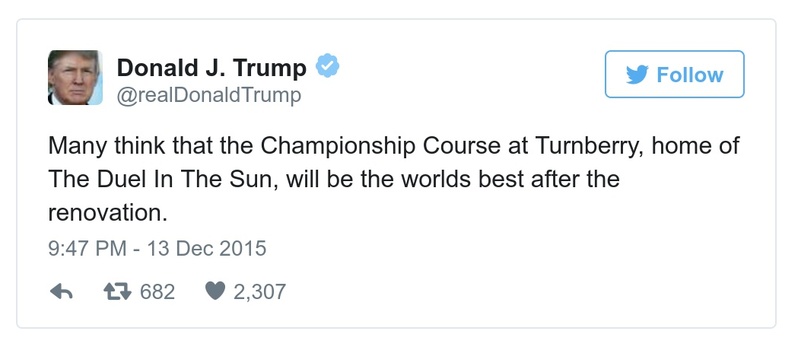 Donald J. Trump
@realDonaldTrump
Follow
Many think that the Championship Course at Turnberry, home of
The Duel In The Sun, will be the worlds best after the
renovation.
9:47 PM - 13 Dec 2015
682 2,307